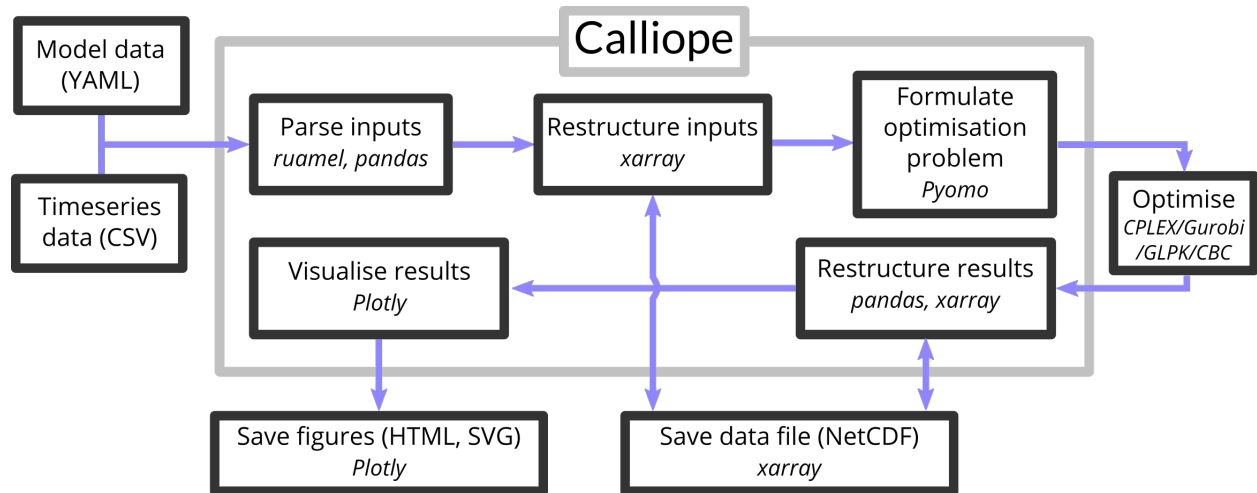 Calliope
Model data
(YAML)
Timeseries
data (CSV)
Parse inputs
ruamel, pandas
Restructure inputs
xarray
Formulate
optimisation
problem
Pyomo
Optimise
CPLEX/Gurobi
/GLPK/CBC
Restructure results
pandas, xarray
Visualise results
Plotly
Save figures (HTML, SVG)
Plotly
Save data file (NetCDF)
xarray